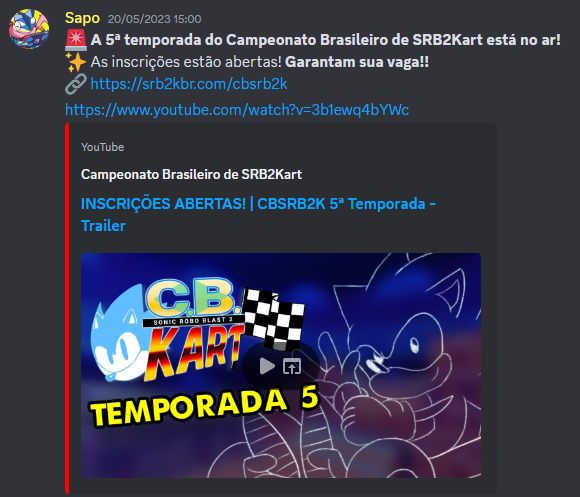 Sapo 20/05/2023 15:00
🚨 A 5ª temporada do Campeonato Brasileiro de SRB2Kart está no ar!
✨ As inscrições estão abertas! Garantam sua vaga!!
🔗 https://srb2kbr.com/cbsrb2k
https://www.youtube.com/watch?v=3b1ewq4bYWc
YouTube
Campeonato Brasileiro de SRB2Kart
INSCRIÇÕES ABERTAS! | CBSRB2K 5ª Temporada -
Trailer
C.B.
SONIC ROBO BLAST 2
KART
TEMPORADA 5